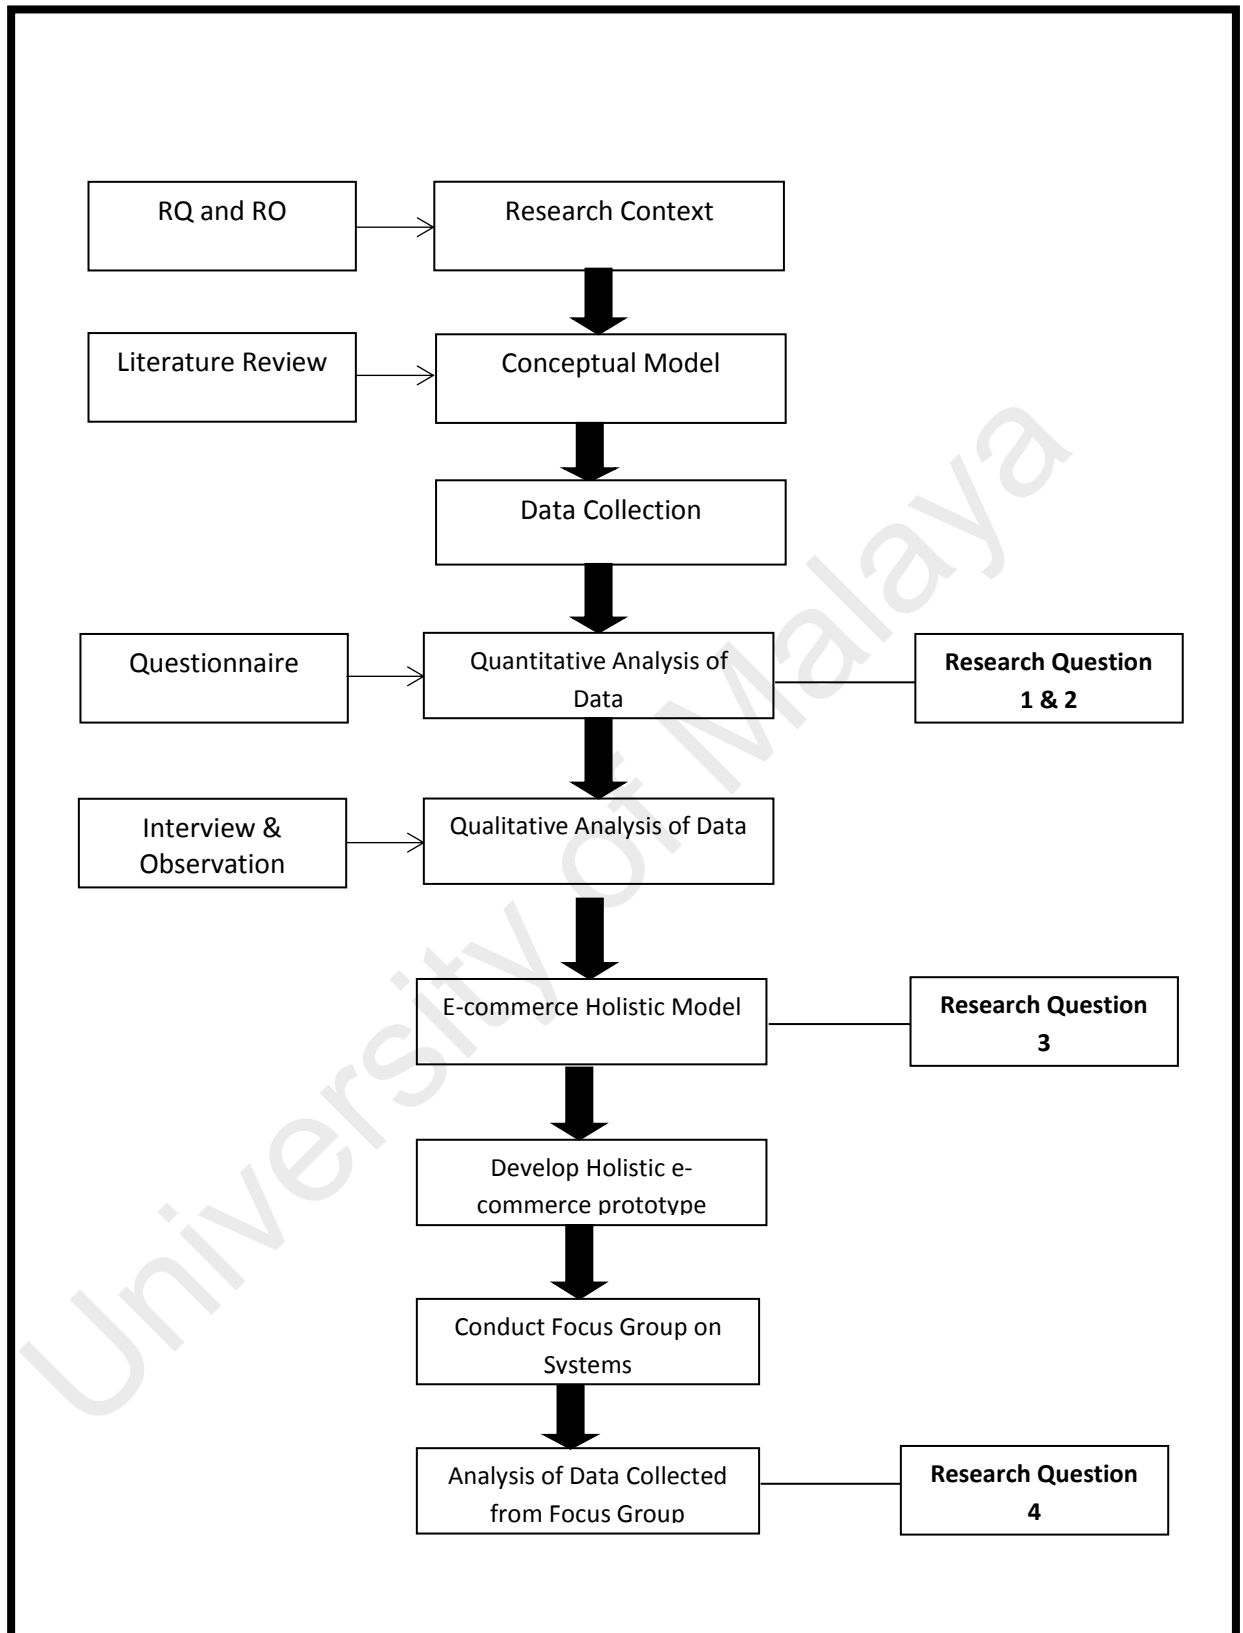 RQ and RO
Research Context
Literature Review
Conceptual Model
Data Collection
Questionnaire
Quantitative Analysis of
Data
Research Question
1 & 2
Interview &
Observation
Qualitative Analysis of Data
E-commerce Holistic Model
Research Question
3
Develop Holistic e-
commerce prototype
Conduct Focus Group on
Systems
Analysis of Data Collected
from Focus Group
Research Question
4
University of Malaya